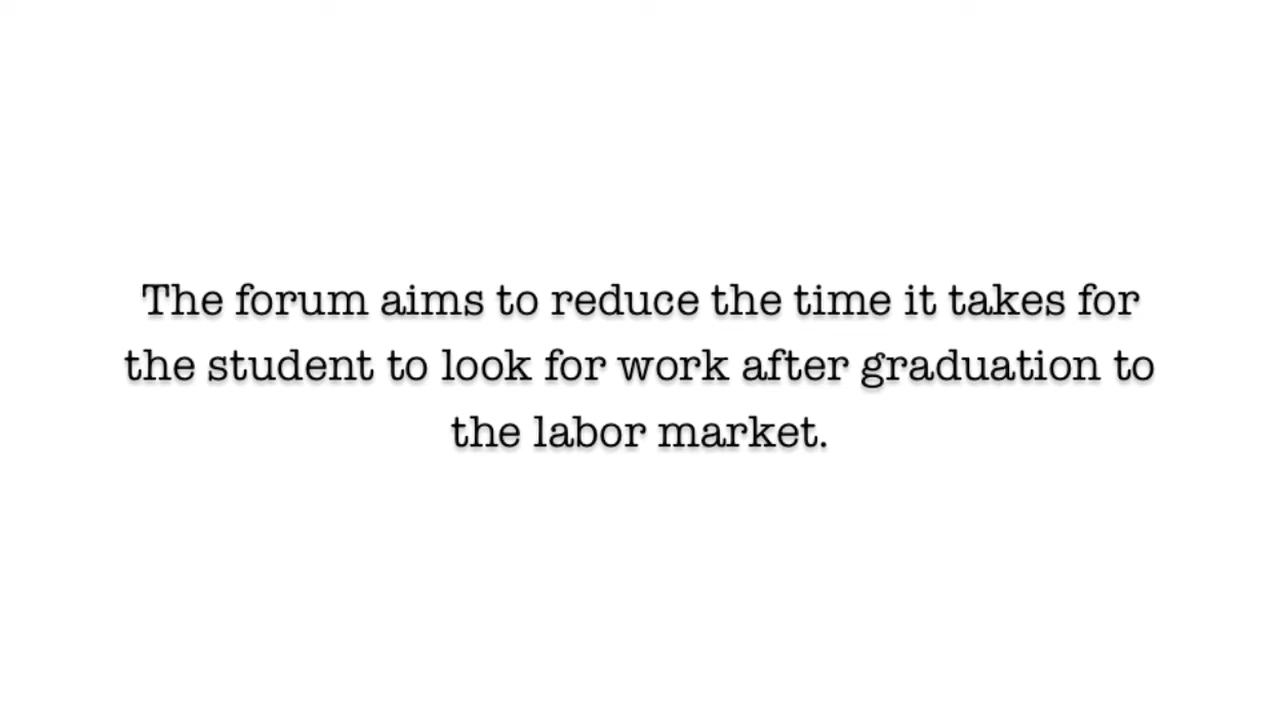 The forum aims to reduce the time it takes for
the student to look for work after graduation to
the labor market.